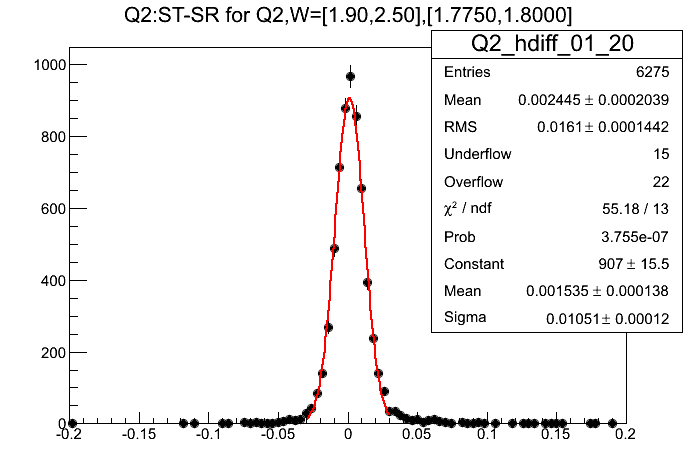 Q2:ST-SR for Q2,W=[1.90,2.50],[1.7750,1.8000]
Q2_hdiff_01_20
Entries 6275
Mean 0.002445 ± 0.0002039
RMS 0.0161 ± 0.0001442
Underflow 15
Overflow 22
χ² / ndf 55.18 / 13
Prob 3.755e-07
Constant 907 ± 15.5
Mean 0.001535 ± 0.000138
Sigma 0.01051 ± 0.00012
1000
800
600
400
200
0
-0.2 -0.15 -0.1 -0.05 0 0.05 0.1 0.15 0.2